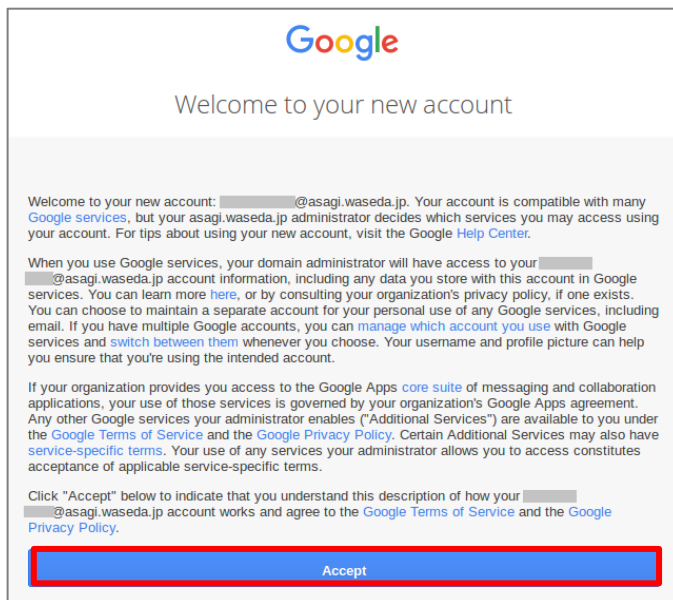 Google
Welcome to your new account
Welcome to your new account: @asagi.waseda.jp. Your account is compatible with many
Google services, but your asagi.waseda.jp administrator decides which services you may access using
your account. For tips about using your new account, visit the Google Help Center.
When you use Google services, your domain administrator will have access to your
@asagi.waseda.jp account information, including any data you store with this account in Google
services. You can learn more here, or by consulting your organization's privacy policy, if one exists.
You can choose to maintain a separate account for your personal use of any Google services, including
email. If you have multiple Google accounts, you can manage which account you use with Google
services and switch between them whenever you choose. Your username and profile picture can help
you ensure that you're using the intended account.
If your organization provides you access to the Google Apps core suite of messaging and collaboration
applications, your use of those services is governed by your organization's Google Apps agreement.
Any other Google services your administrator enables ("Additional Services") are available to you under
the Google Terms of Service and the Google Privacy Policy. Certain Additional Services may also have
service-specific terms. Your use of any services your administrator allows you to access constitutes
acceptance of applicable service-specific terms.
Click "Accept" below to indicate that you understand this description of how your
@asagi.waseda.jp account works and agree to the Google Terms of Service and the Google
Privacy Policy.
Accept